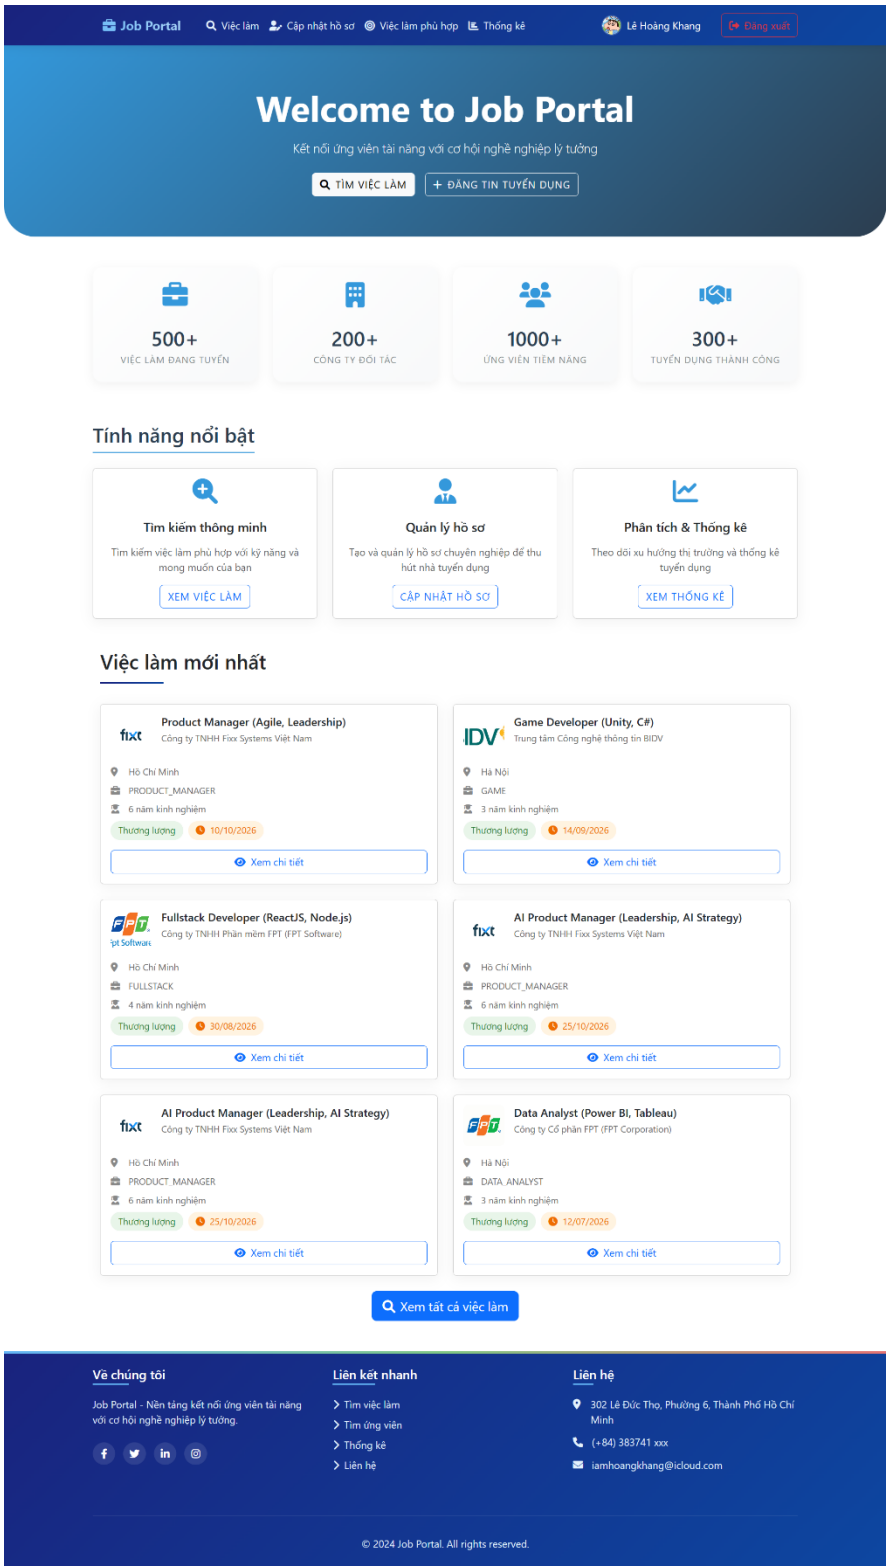 Job Portal Việc làm Cập nhật hồ sơ Việc làm phù hợp Thống kê Lê Hoàng Khang Đăng xuất
Welcome to Job Portal
Kết nối ứng viên tài năng với cơ hội nghề nghiệp lý tưởng
TÌM VIỆC LÀM + ĐĂNG TIN TUYỂN DỤNG
500+
VIỆC LÀM ĐANG TUYỂN
200+
CÔNG TY ĐỐI TÁC
1000+
ỨNG VIÊN TIỀM NĂNG
300+
TUYỂN DỤNG THÀNH CÔNG
Tính năng nổi bật
Tìm kiếm thông minh
Tìm kiếm việc làm phù hợp với kỹ năng và
mong muốn của bạn
XEM VIỆC LÀM
Quản lý hồ sơ
Tạo và quản lý hồ sơ chuyên nghiệp để thu
hút nhà tuyển dụng
CẬP NHẬT HỒ SƠ
Phân tích & Thống kê
Theo dõi xu hướng thị trường và thống kê
tuyển dụng
XEM THỐNG KÊ
Việc làm mới nhất
fixt
Product Manager (Agile, Leadership)
Công ty TNHH Fixx Systems Việt Nam
Hồ Chí Minh
PRODUCT_MANAGER
6 năm kinh nghiệm
Thương lượng 10/10/2026
Xem chi tiết
IDV
Game Developer (Unity, C#)
Trung tâm Công nghệ thông tin BIDV
Hà Nội
GAME
3 năm kinh nghiệm
Thương lượng 14/09/2026
Xem chi tiết
FPT
Fpt Software
Fullstack Developer (ReactJS, Node.js)
Công ty TNHH Phần mềm FPT (FPT Software)
Hồ Chí Minh
FULLSTACK
4 năm kinh nghiệm
Thương lượng 30/08/2026
Xem chi tiết
fixt
AI Product Manager (Leadership, AI Strategy)
Công ty TNHH Fixx Systems Việt Nam
Hồ Chí Minh
PRODUCT_MANAGER
6 năm kinh nghiệm
Thương lượng 25/10/2026
Xem chi tiết
fixt
AI Product Manager (Leadership, AI Strategy)
Công ty TNHH Fixx Systems Việt Nam
Hồ Chí Minh
PRODUCT_MANAGER
6 năm kinh nghiệm
Thương lượng 25/10/2026
Xem chi tiết
FPT
Data Analyst (Power BI, Tableau)
Công ty Cổ phần FPT (FPT Corporation)
Hà Nội
DATA_ANALYST
3 năm kinh nghiệm
Thương lượng 12/07/2026
Xem chi tiết
Xem tất cả việc làm
Về chúng tôi
Job Portal - Nền tảng kết nối ứng viên tài năng
với cơ hội nghề nghiệp lý tưởng.
Liên kết nhanh
Tìm việc làm
Tìm ứng viên
Thống kê
Liên hệ
Liên hệ
302 Lê Đức Thọ, Phường 6, Thành Phố Hồ Chí
Minh
(+84) 383741 xxx
iamhoangkhang@icloud.com
© 2024 Job Portal. All rights reserved.